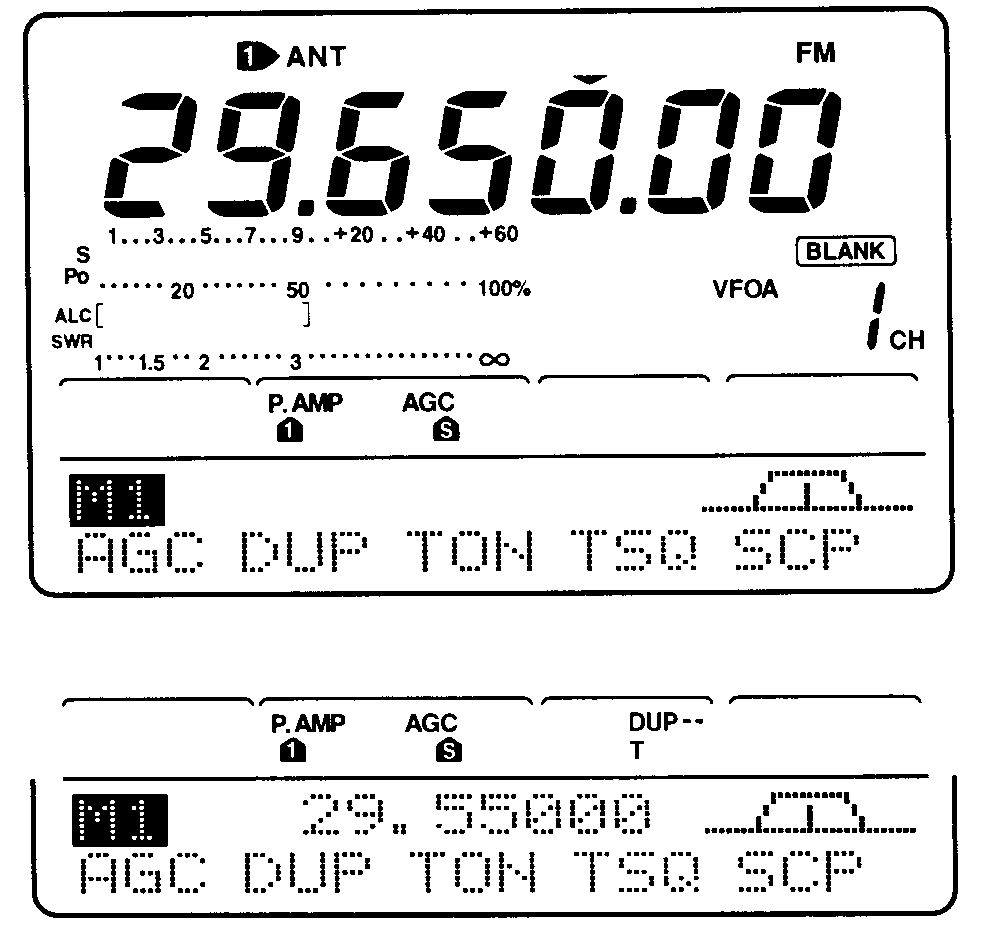 1 ANT FM
29.650.00
1...3...5...7...9..+20..+40..+60
S
Po ......20..........50...........100%
BLANK
VFOA
1 CH
ALC [ ]
SWR
1···1.5··2······3···············∞
P.AMP AGC
1 S
M1
AGC DUP TON TSQ SCP
P.AMP AGC DUP--
1 S T
M1 29.55000
AGC DUP TON TSQ SCP